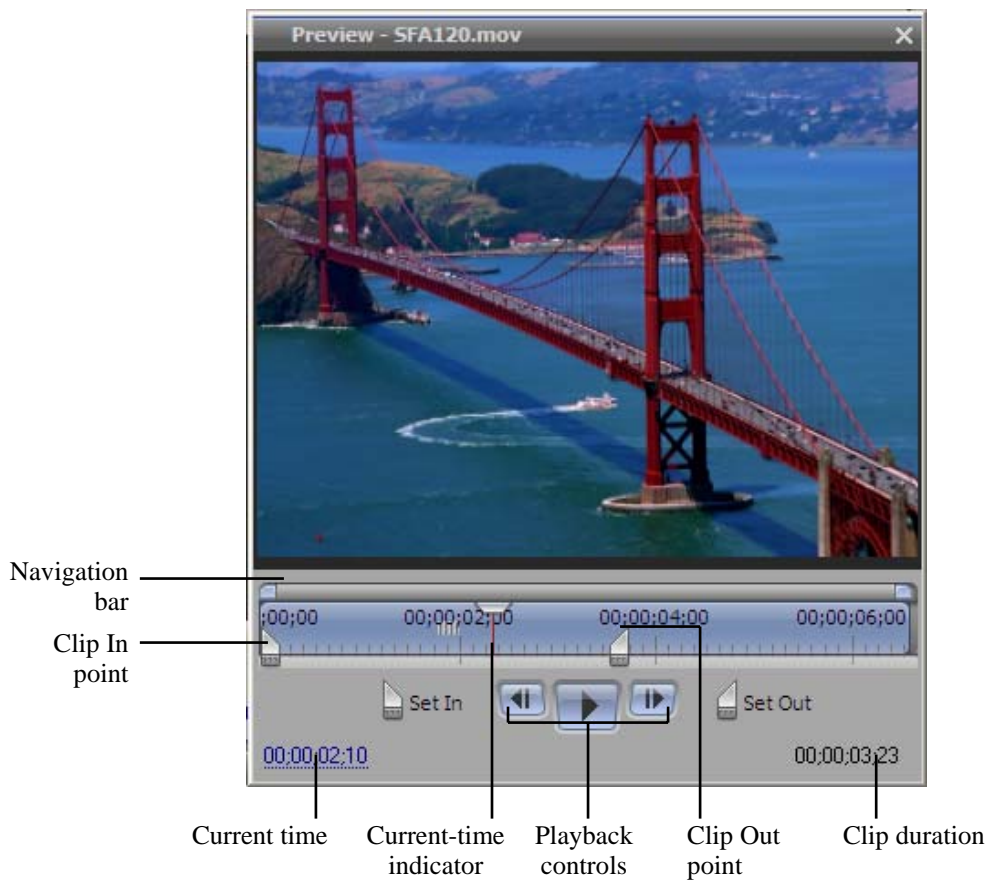 Preview - SFA120.mov
Navigation
bar
;00;00 00;00;02;00 00;00;04;00 00;00;06;00
Clip In
point
Set In Set Out
00;00;02;10 00;00;03;23
Current time Current-time
indicator Playback
controls Clip Out
point Clip duration